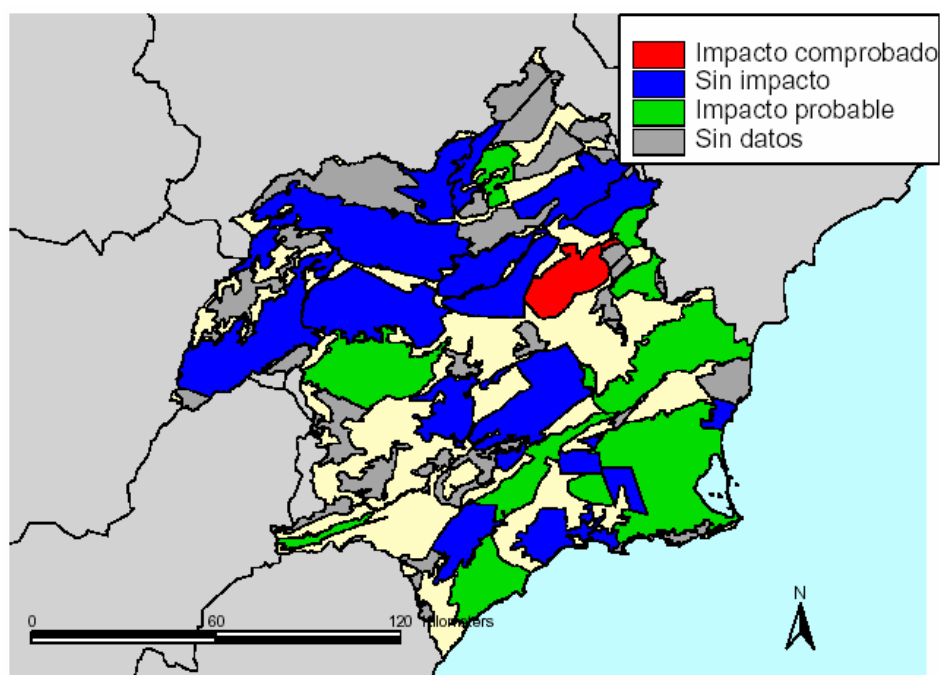 Impacto comprobado
Sin impacto
Impacto probable
Sin datos
N
0 60 120 Kilometers